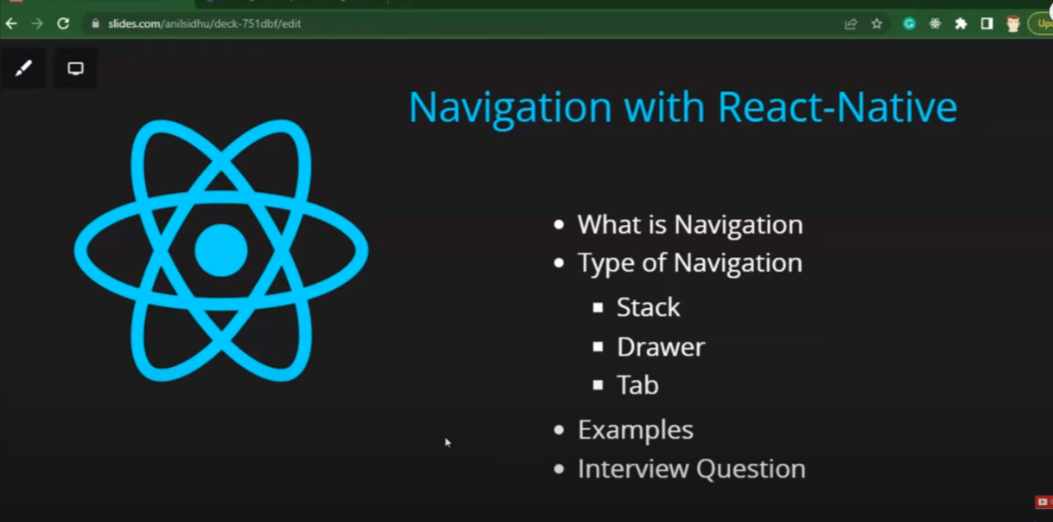 slides.com/anilsidhu/deck-751dbf/edit
Navigation with React-Native
What is Navigation
Type of Navigation
Stack
Drawer
Tab
Examples
Interview Question